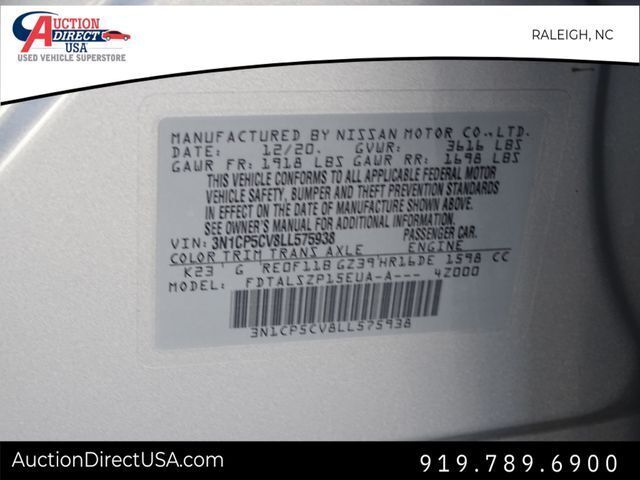 AUCTION
DIRECT
USA
USED VEHICLE SUPERSTORE
RALEIGH, NC
MANUFACTURED BY NISSAN MOTOR CO.,LTD.
DATE: 12/20. GVWR: 3616 LBS
GAWR FR: 1918 LBS GAWR RR: 1698 LBS
THIS VEHICLE CONFORMS TO ALL APPLICABLE FEDERAL MOTOR
VEHICLE SAFETY, BUMPER AND THEFT PREVENTION STANDARDS
IN EFFECT ON THE DATE OF MANUFACTURE SHOWN ABOVE.
SEE OWNER'S MANUAL FOR ADDITIONAL INFORMATION.
VIN: 3N1CP5CV8LL575938 PASSENGER CAR
COLOR TRIM TRANS AXLE ENGINE
K23 G RE0F11B GZ39 HR16DE 1598 CC
MODEL: FDTALSZP15EUA-A--- 4Z000
3N1CP5CV8LL575938
AuctionDirectUSA.com
919.789.6900